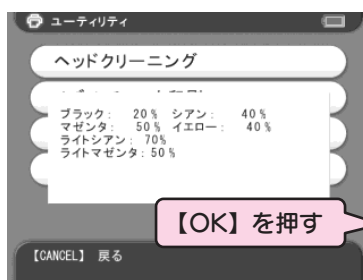 ユーティリティ
ヘッドクリーニング
ブラック: 20% シアン: 40%
マゼンタ: 50% イエロー: 40%
ライトシアン: 70%
ライトマゼンタ: 50%
【OK】を押す
【CANCEL】 戻る